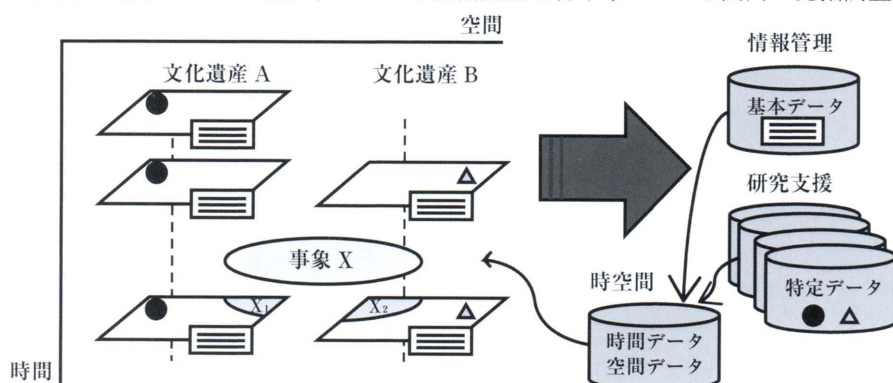 空間
文化遺産 A
文化遺産 B
情報管理
基本データ
研究支援
事象 X
時空間
特定データ
X₁
X₂
時間データ
空間データ
時間